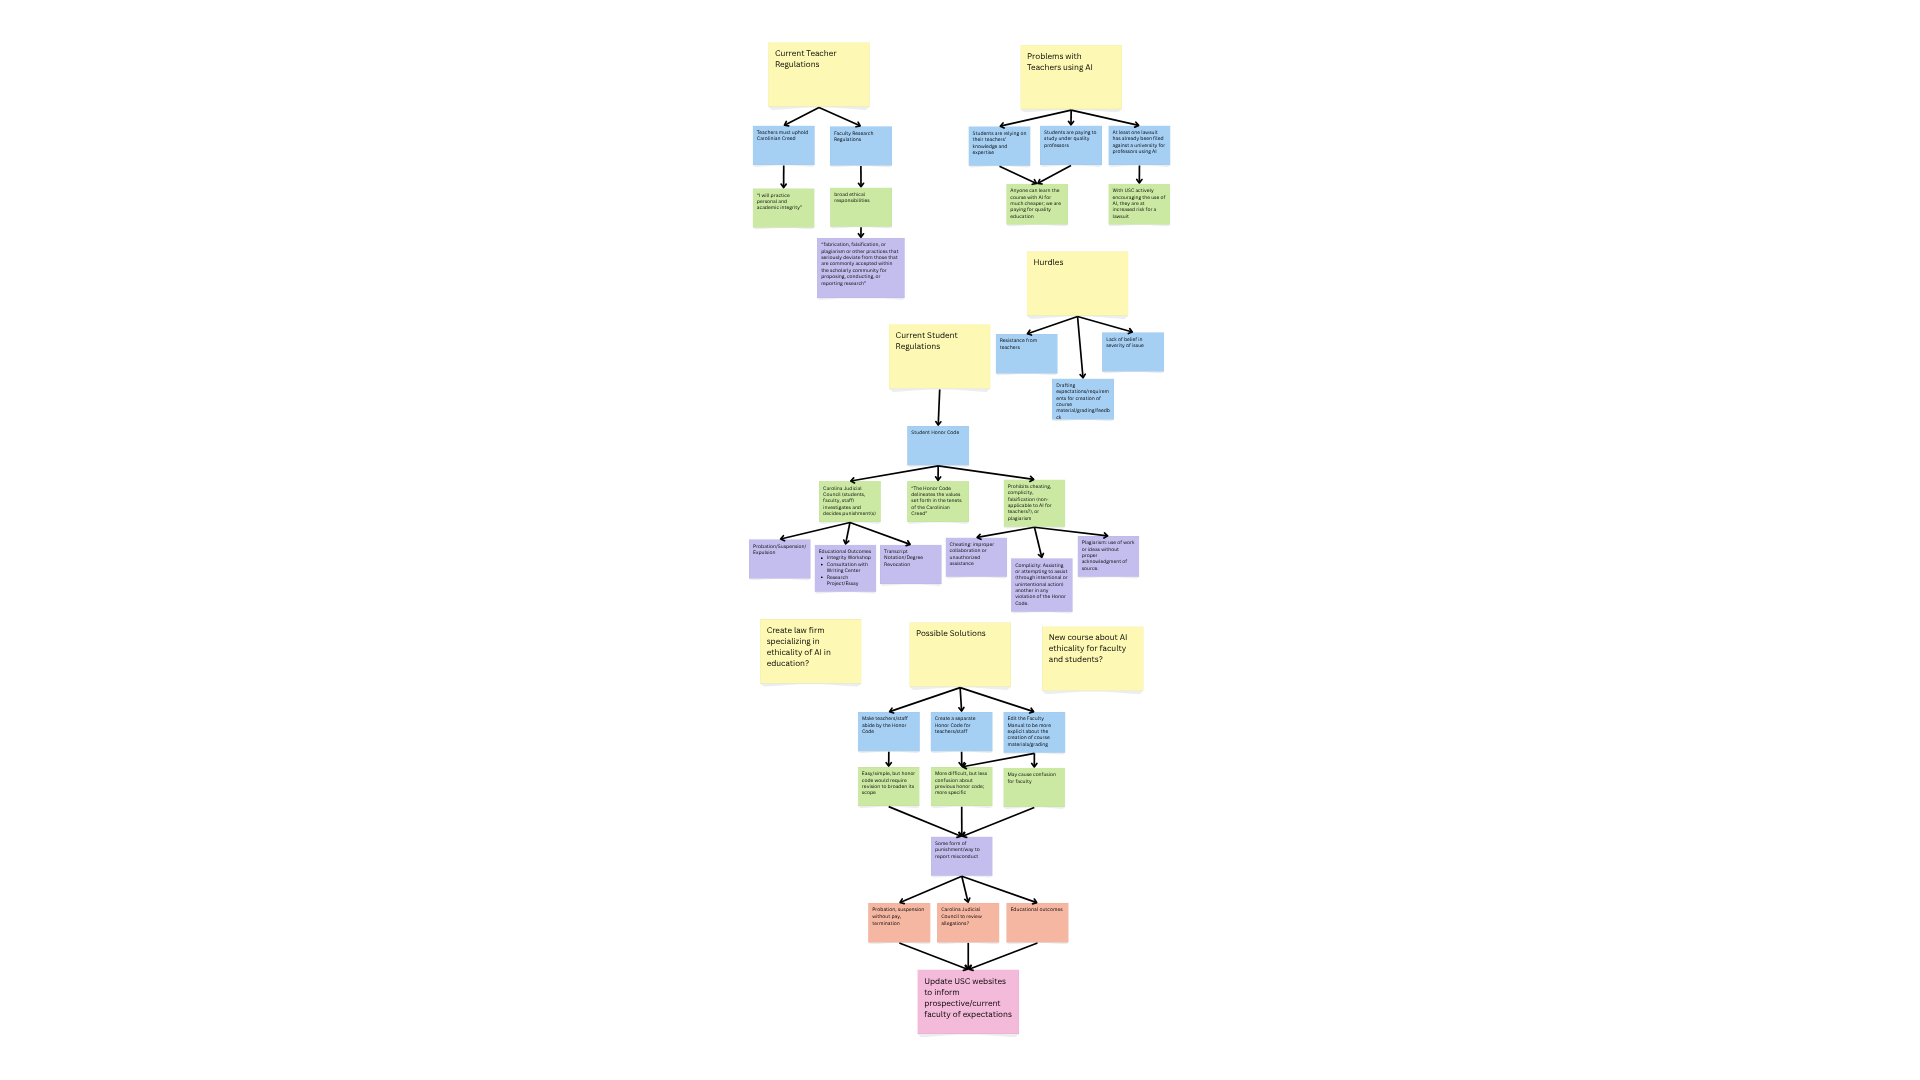 Current Teacher
Regulations
Problems with
Teachers using AI
Teachers must uphold
Carolinian Creed
Faculty Research
Regulations
Students are relying on
their teachers'
knowledge and
expertise
Students are paying to
study under quality
professors
At least one lawsuit
has already been filed
against a university for
professors using AI
"I will practice
personal and
academic integrity"
broad ethical
responsibilities
Anyone can learn the
course with AI for
much cheaper; we are
paying for quality
education
With USC actively
encouraging the use of
AI, they are at
increased risk for a
lawsuit
"fabrication, falsification, or
plagiarism or other practices that
seriously deviate from those that
are commonly accepted within
the scholarly community for
proposing, conducting, or
reporting research"
Hurdles
Resistance from
teachers
Lack of belief in
severity of issue
Drafting
expectations/requirem
ents for creation of
course
material/grading/feedb
ck
Current Student
Regulations
Student Honor Code
Carolina Judicial
Council (students,
faculty, staff)
investigates and
decides punishment(s)
"The Honor Code
delineates the values
set forth in the tenets
of the Carolinian
Creed"
Prohibits cheating,
complicity,
falsification (non-
applicable to AI for
teachers?), or
plagiarism
Probation/Suspension/
Expulsion
Educational Outcomes
• Integrity Workshop
• Consultation with
Writing Center
• Research
Project/Essay
Transcript
Notation/Degree
Revocation
Cheating: improper
collaboration or
unauthorized
assistance
Complicity: Assisting
or attempting to assist
(through intentional or
unintentional action)
another in any
violation of the Honor
Code.
Plagiarism: use of work
or ideas without
proper
acknowledgment of
source.
Create law firm
specializing in
ethicality of AI in
education?
Possible Solutions
New course about AI
ethicality for faculty
and students?
Make teachers/staff
abide by the Honor
Code
Create a separate
Honor Code for
teachers/staff
Edit the Faculty
Manual to be more
explicit about the
creation of course
materials/grading
Easy/simple, but honor
code would require
revision to broaden its
scope
More difficult, but less
confusion about
previous honor code;
more specific
May cause confusion
for faculty
Some form of
punishment/way to
report misconduct
Probation, suspension
without pay,
termination
Carolina Judicial
Council to review
allegations?
Educational outcomes
Update USC websites
to inform
prospective/current
faculty of expectations